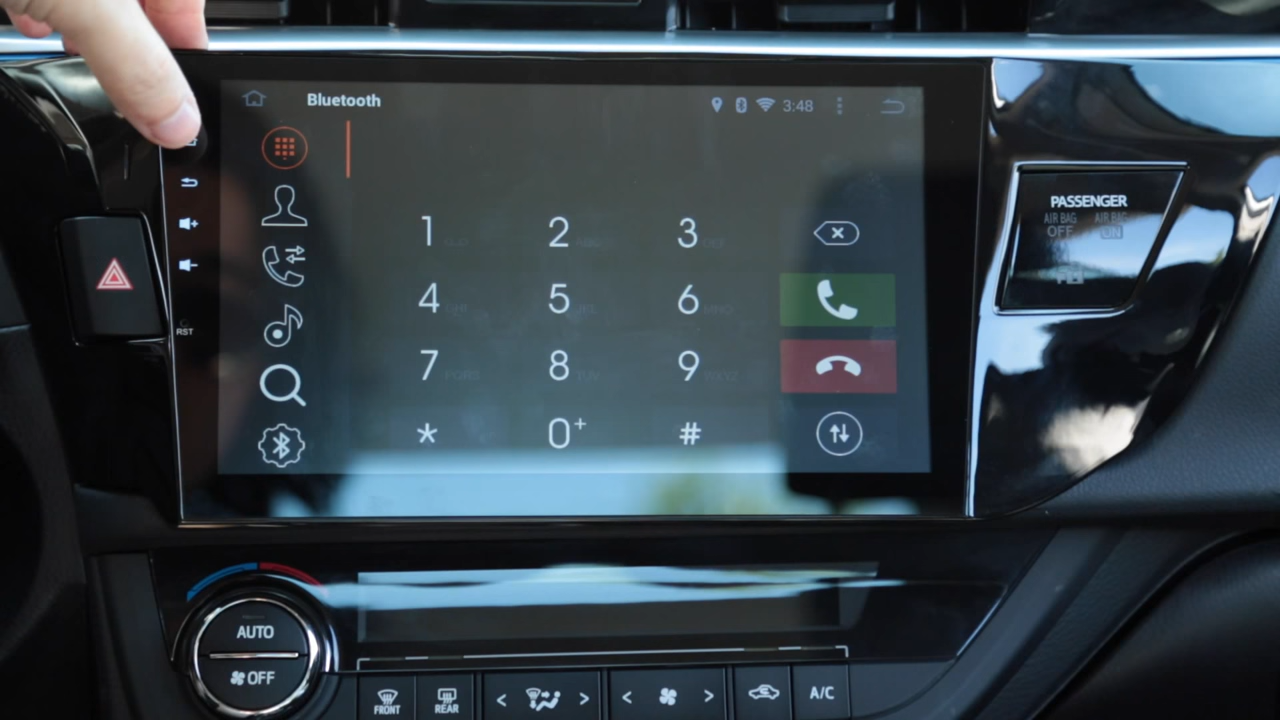 Bluetooth
3:48
1 2 3
4 5 6
7 8 9
* 0+ #
RST
PASSENGER
AIR BAG AIR BAG
OFF ON
AUTO
OFF
FRONT
REAR
< >
< >
A/C